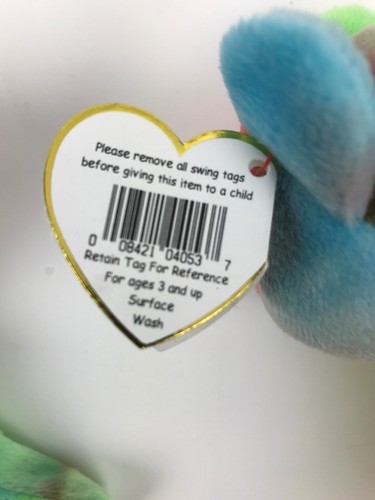 Please remove all swing tags
before giving this item to a child
0 08421 04053 7
Retain Tag For Reference
For ages 3 and up
Surface
Wash